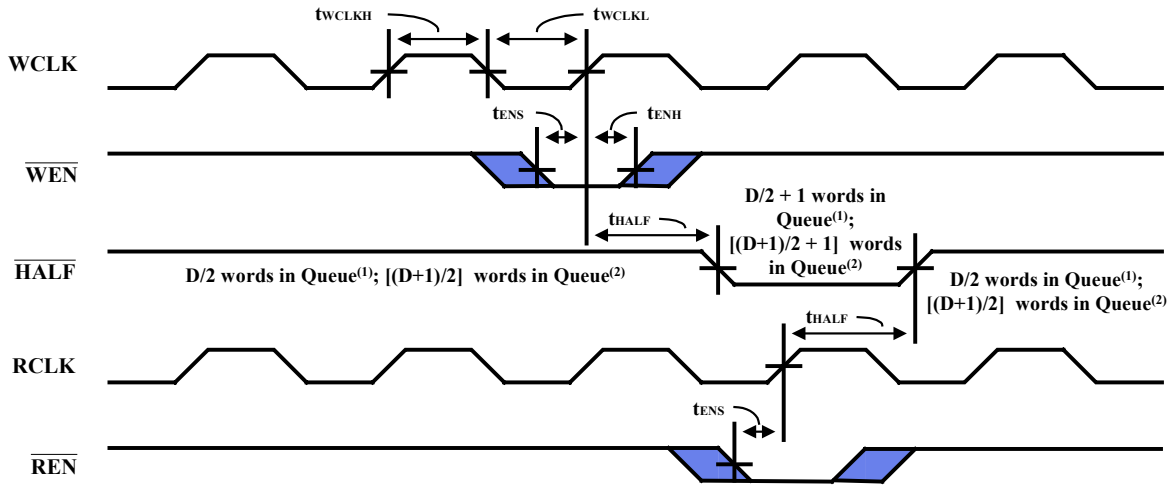 tWCLKH
tWCLKL
WCLK
tENS
tENH
WEN
D/2 + 1 words in
Queue(1);
[(D+1)/2 + 1] words
in Queue(2)
tHALF
HALF
D/2 words in Queue(1); [(D+1)/2] words in Queue(2)
D/2 words in Queue(1);
[(D+1)/2] words in Queue(2)
tHALF
RCLK
tENS
REN